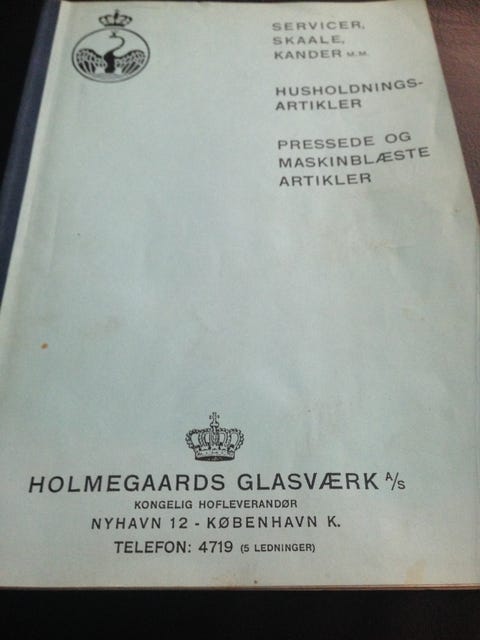 SERVICER,
SKAALE,
KANDER M.M.
HUSHOLDNINGS-
ARTIKLER
PRESSEDE OG
MASKINBLÆSTE
ARTIKLER
HOLMEGAARDS GLASVÆRK A/S
KONGELIG HOFLEVERANDØR
NYHAVN 12 - KØBENHAVN K.
TELEFON: 4719 (5 LEDNINGER)